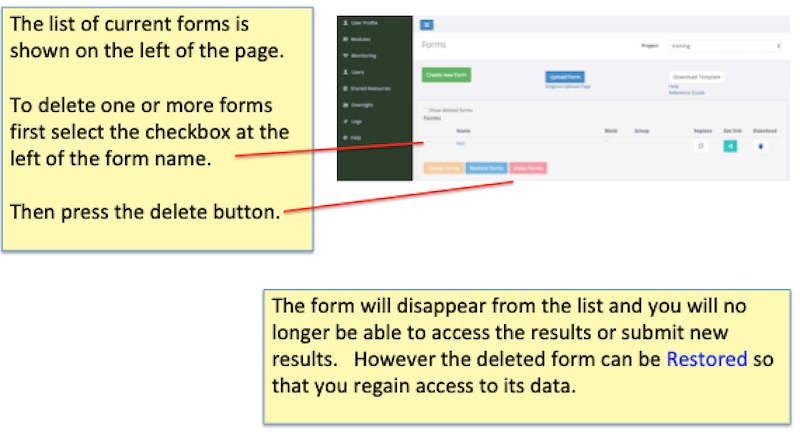 The list of current forms is
shown on the left of the page.
To delete one or more forms
first select the checkbox at the
left of the form name.
Then press the delete button.
User Profile
Modules
Monitoring
Users
Shared Resources
Oversight
Logs
Help
Forms
Project
training
Create new form
Upload Form
Original Upload Page
Download Template
Help
Reference Guide
Show deleted forms
Forms
Name Block Group Replace Get link Download
test
Delete Forms Restore Forms Erase Forms
The form will disappear from the list and you will no
longer be able to access the results or submit new
results. However the deleted form can be Restored so
that you regain access to its data.